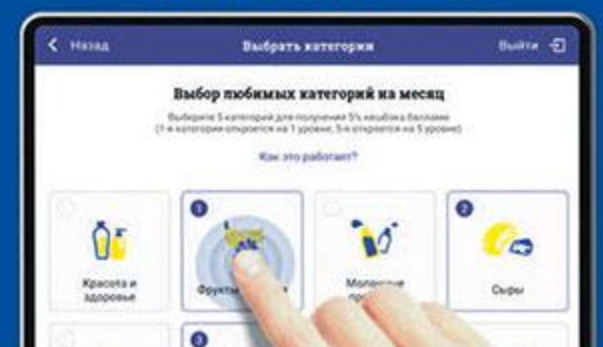 Назад
Выбрать категории
Выйти
Выбор любимых категорий на месяц
Выберите 5 категорий для получения 5% кешбэка баллами
(1-я категория откроется на 1 уровне, 5-я откроется на 5 уровне)
Как это работает?
1
2
Красота и
здоровье
Фрукты
Сыры
3